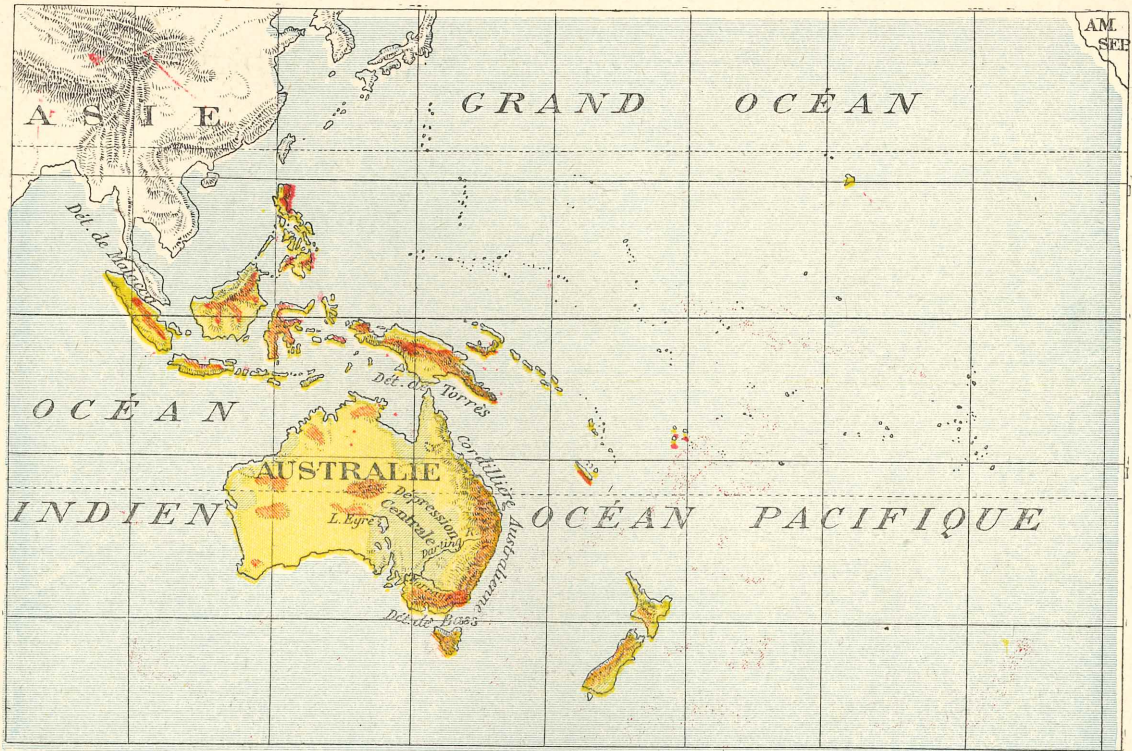 AM.
SEP
GRAND OCÉAN
ASIE
Dét. de Malacca
Dét. de Torrès
OCÉAN
INDIEN
AUSTRALIE
Cordillière Australienne
Dépression
Centrale
L. Eyre
Darling R.
OCÉAN PACIFIQUE
Dét. de Bass